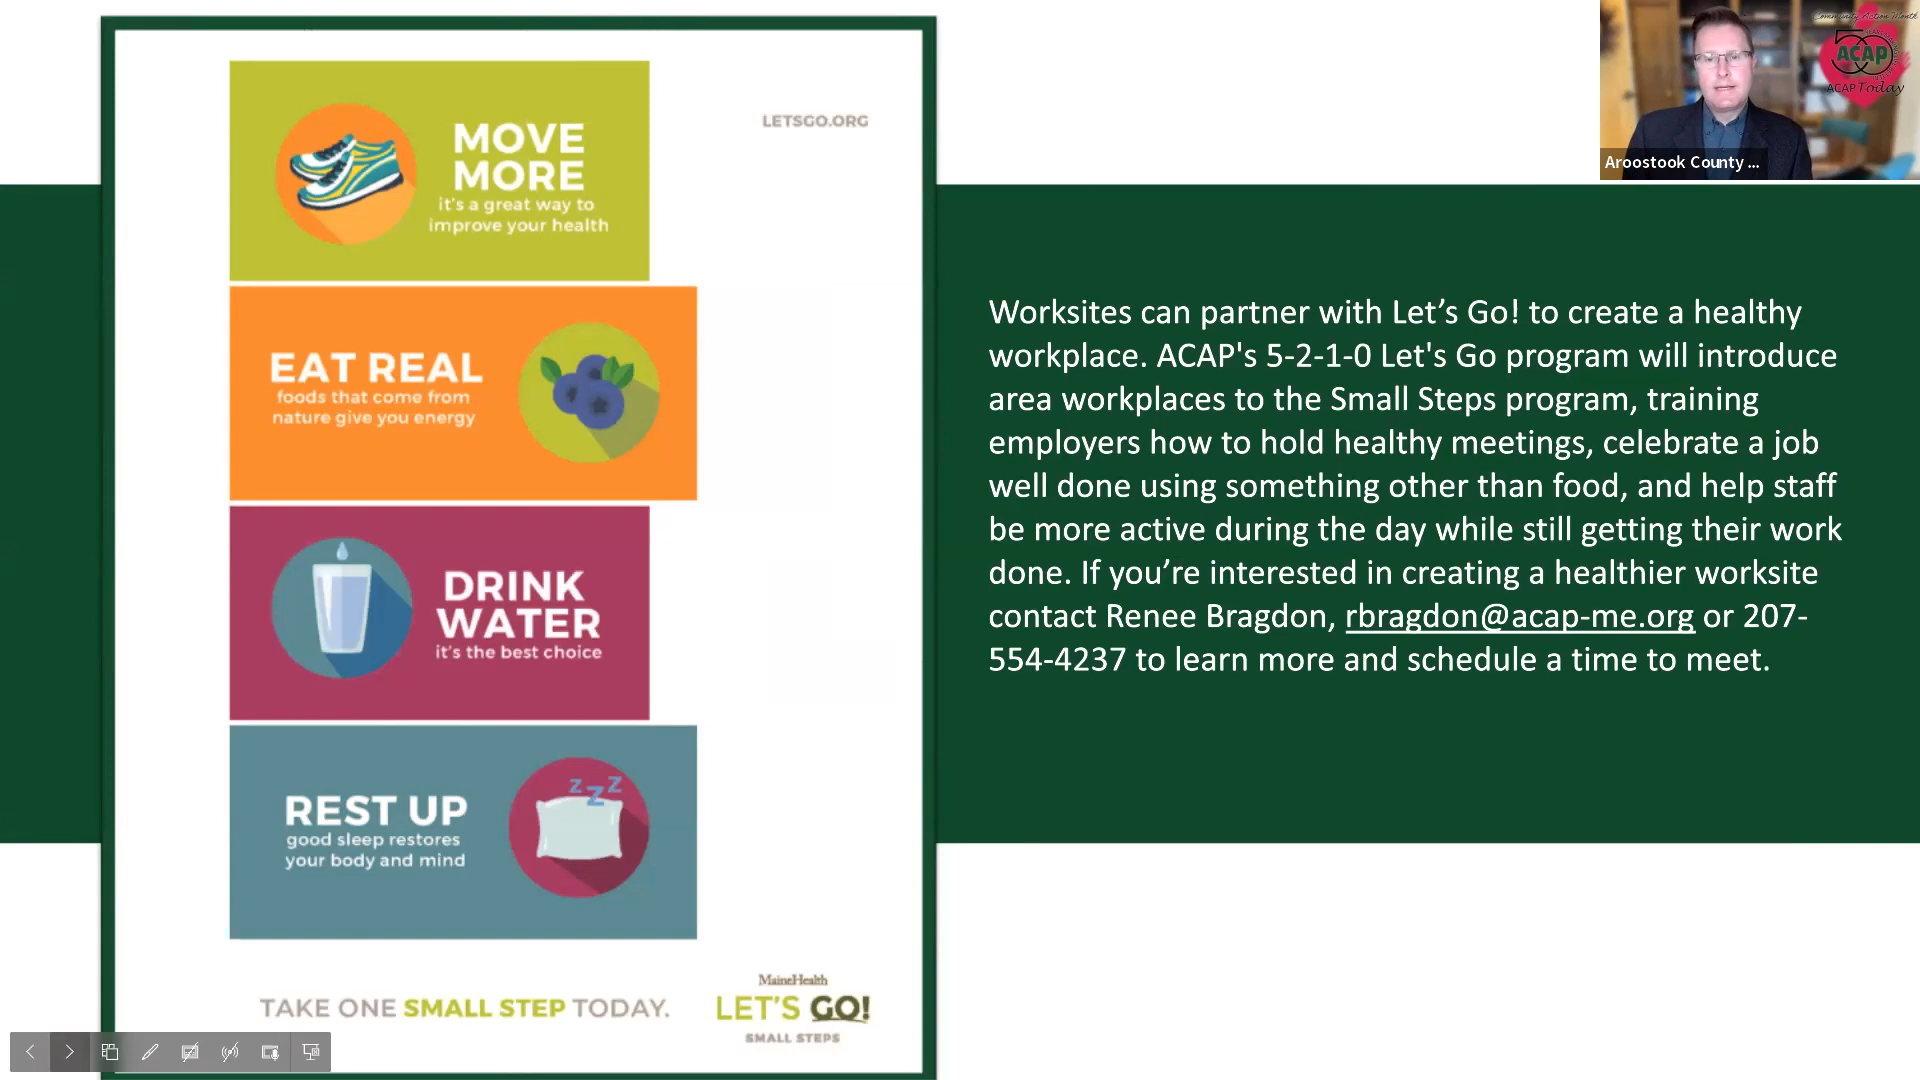 MOVE
MORE
it's a great way to
improve your health
LETSGO.ORG
EAT REAL
foods that come from
nature give you energy
DRINK
WATER
it's the best choice
REST UP
good sleep restores
your body and mind
z z z
TAKE ONE SMALL STEP TODAY.
MaineHealth
LET'S GO!
SMALL STEPS
Worksites can partner with Let’s Go! to create a healthy
workplace. ACAP's 5-2-1-0 Let's Go program will introduce
area workplaces to the Small Steps program, training
employers how to hold healthy meetings, celebrate a job
well done using something other than food, and help staff
be more active during the day while still getting their work
done. If you’re interested in creating a healthier worksite
contact Renee Bragdon, rbragdon@acap-me.org or 207-
554-4237 to learn more and schedule a time to meet.
Community Action Month
50
ACAP
ACAP Today
Aroostook County ...